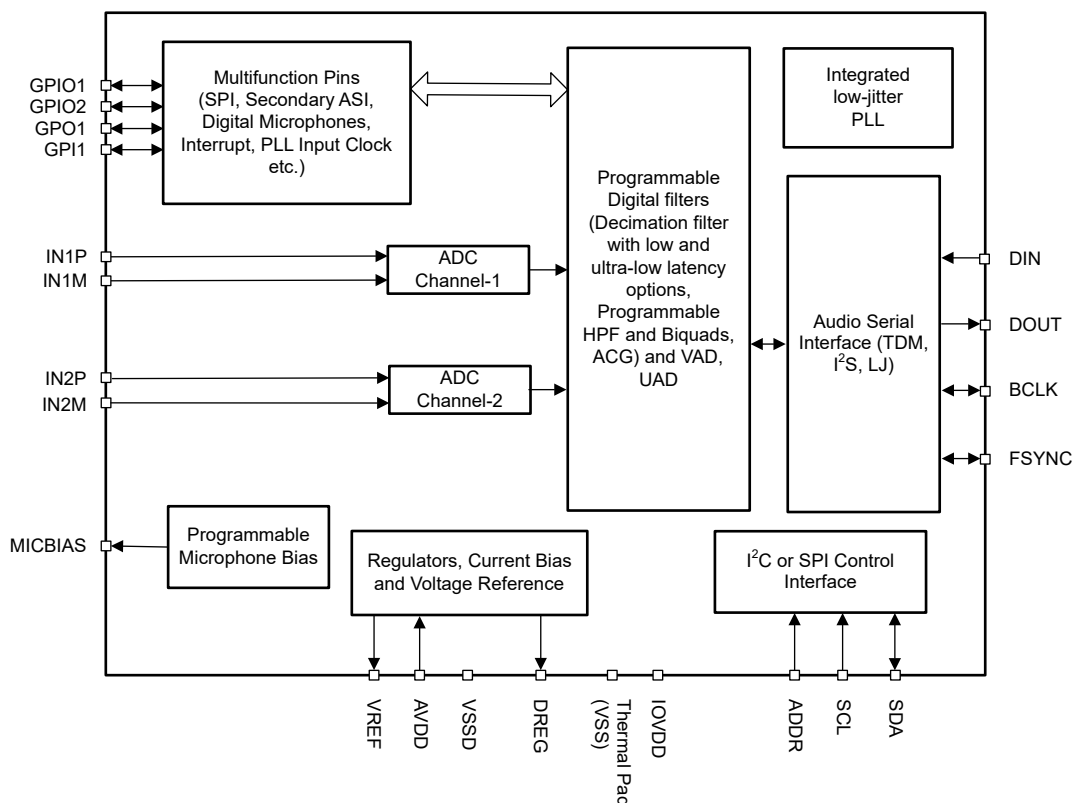 GPIO1
GPIO2
GPO1
GPI1
Multifunction Pins
(SPI, Secondary ASI,
Digital Microphones,
Interrupt, PLL Input Clock
etc.)
Integrated
low-jitter
PLL
Programmable
Digital filters
(Decimation filter
with low and
ultra-low latency
options,
Programmable
HPF and Biquads,
ACG) and VAD,
UAD
IN1P
IN1M
ADC
Channel-1
IN2P
IN2M
ADC
Channel-2
Audio Serial
Interface (TDM,
I²S, LJ)
DIN
DOUT
BCLK
FSYNC
MICBIAS
Programmable
Microphone Bias
Regulators, Current Bias
and Voltage Reference
I²C or SPI Control
Interface
VREF
AVDD
VSSD
DREG
Thermal Pad
(VSS)
IOVDD
ADDR
SCL
SDA